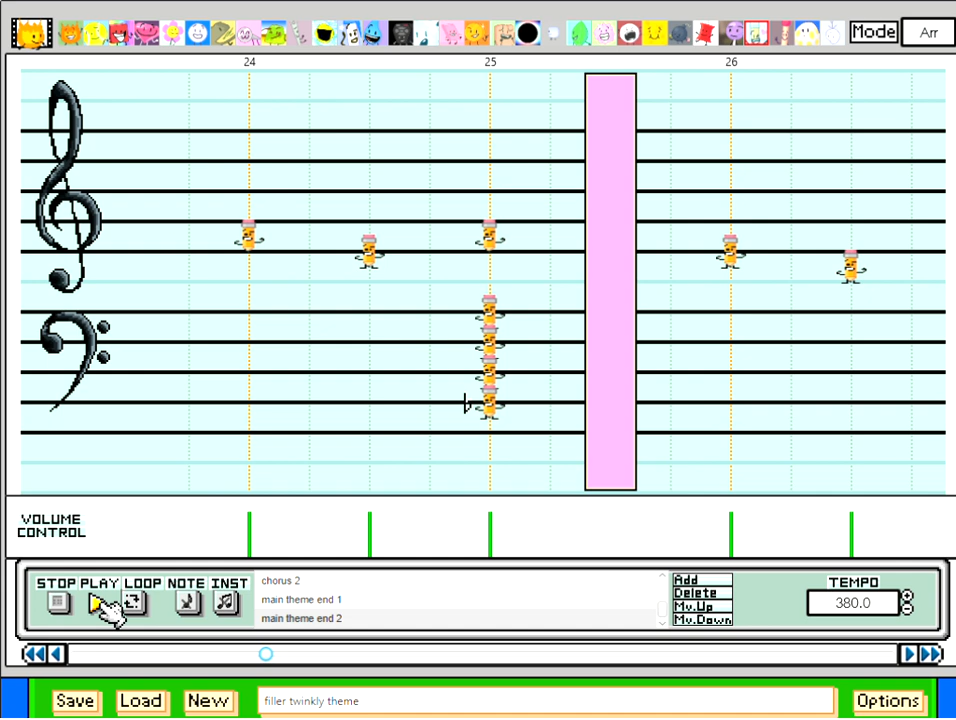 Mode Arr
24 25 26
VOLUME
CONTROL
STOP PLAY LOOP NOTE INST
chorus 2
main theme end 1
main theme end 2
Add
Delete
Mv.Up
Mv.Down
TEMPO
380.0
Save Load New filler twinkly theme Options